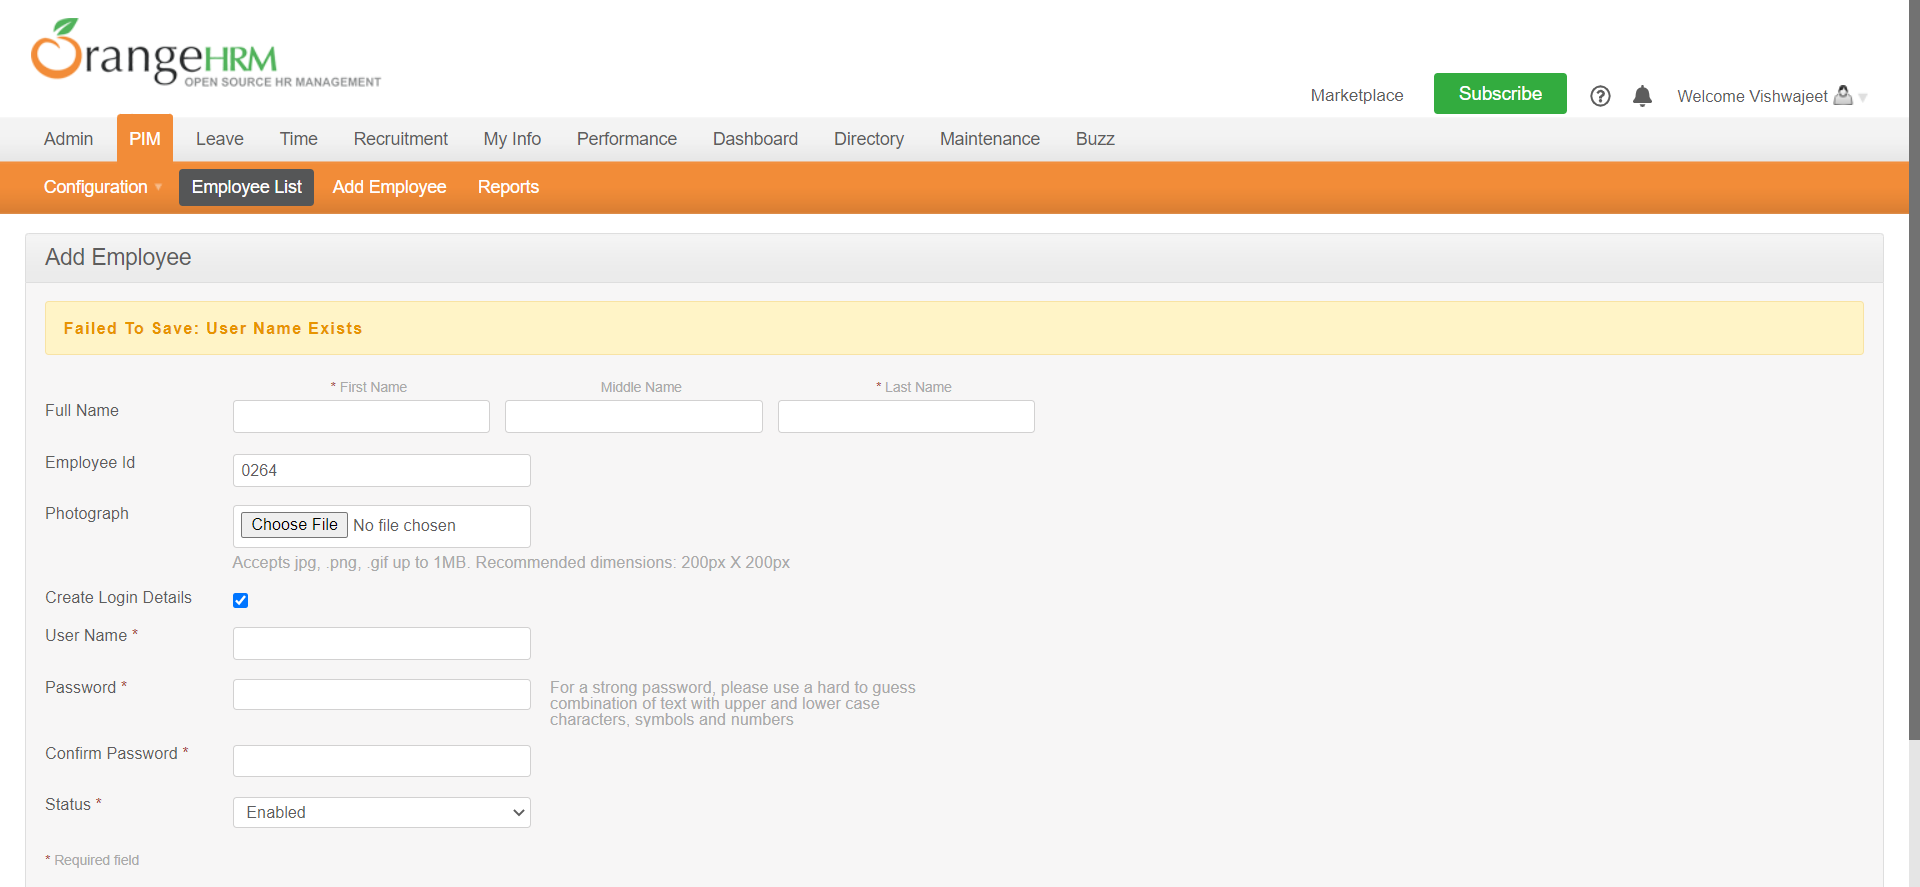 OrangeHRM
OPEN SOURCE HR MANAGEMENT
Marketplace
Subscribe
Welcome Vishwajeet
Admin
PIM
Leave
Time
Recruitment
My Info
Performance
Dashboard
Directory
Maintenance
Buzz
Configuration
Employee List
Add Employee
Reports
Add Employee
Failed To Save: User Name Exists
* First Name
Middle Name
* Last Name
Full Name
Employee Id
0264
Photograph
Choose File No file chosen
Accepts jpg, .png, .gif up to 1MB. Recommended dimensions: 200px X 200px
Create Login Details
User Name *
Password *
For a strong password, please use a hard to guess
combination of text with upper and lower case
characters, symbols and numbers
Confirm Password *
Status *
Enabled
* Required field